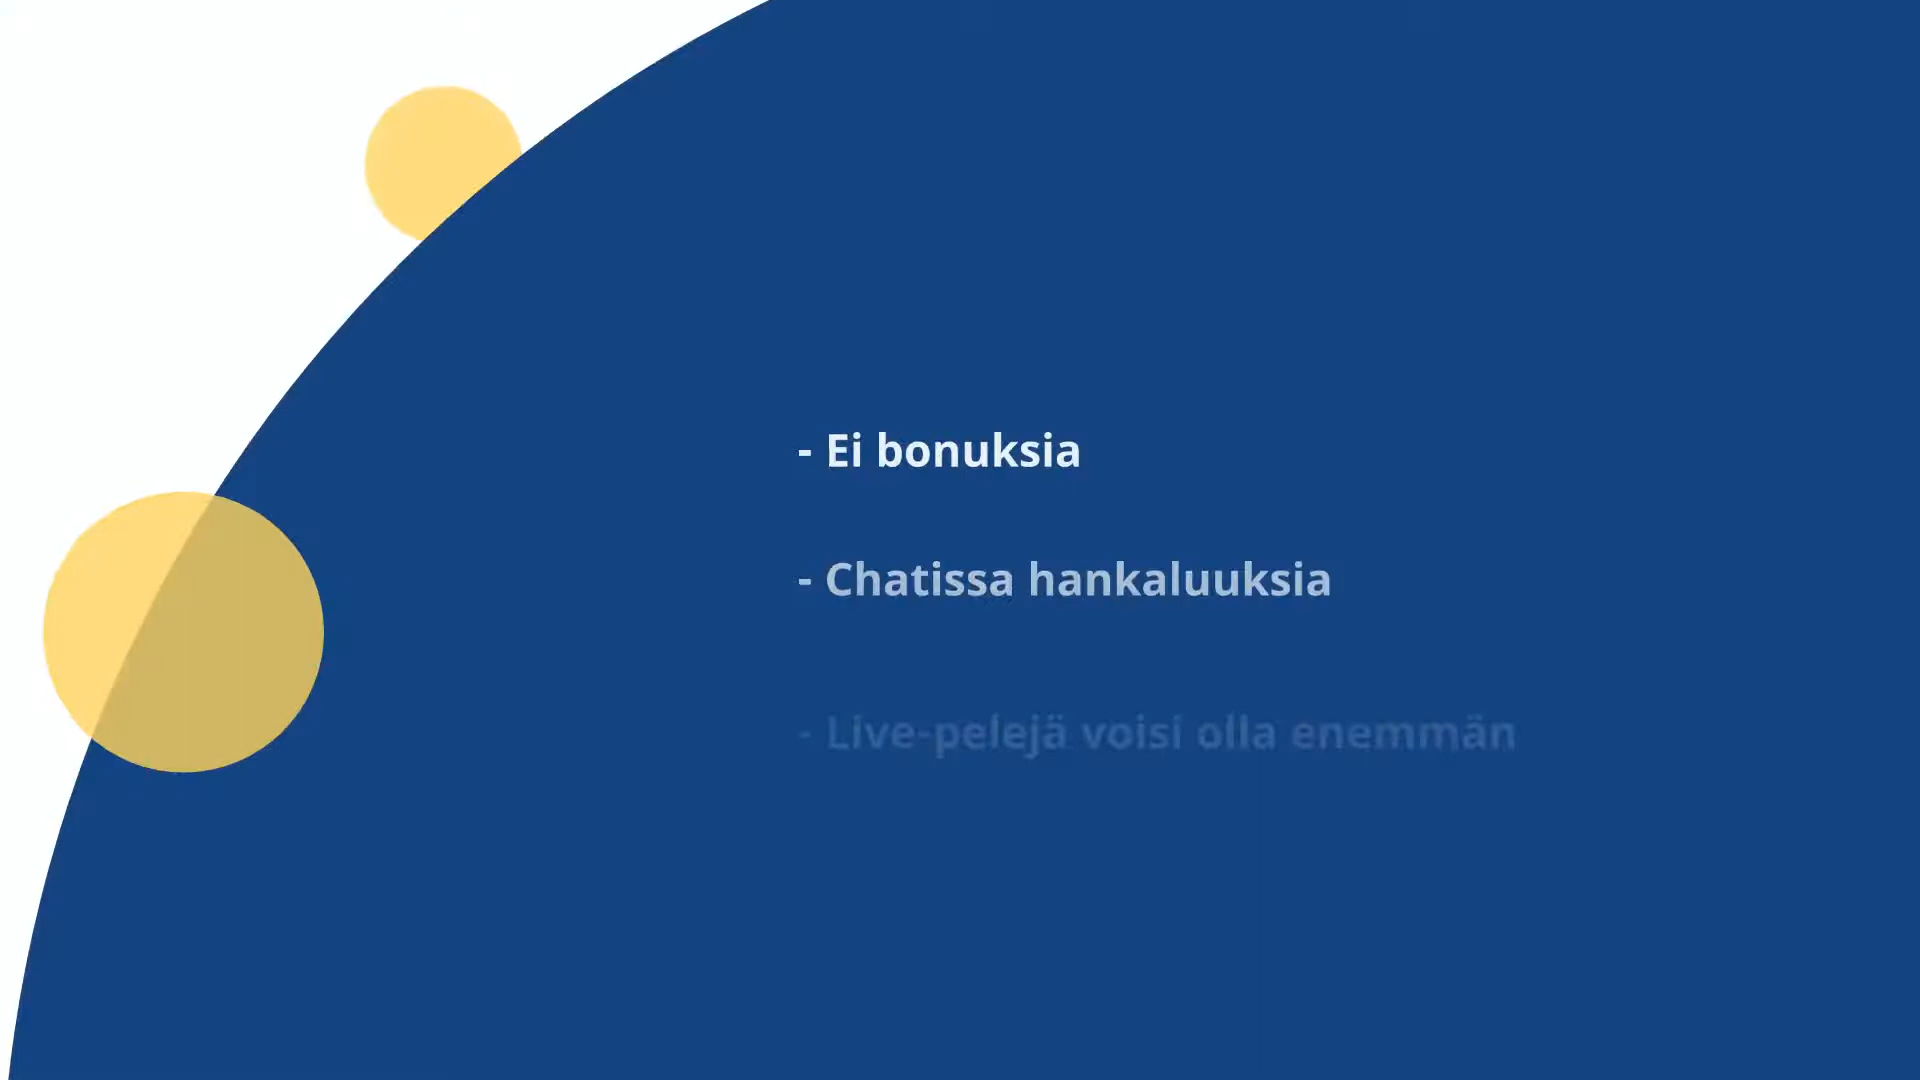 - Ei bonuksia
- Chatissa hankaluuksia
- Live-pelejä voisi olla enemmän